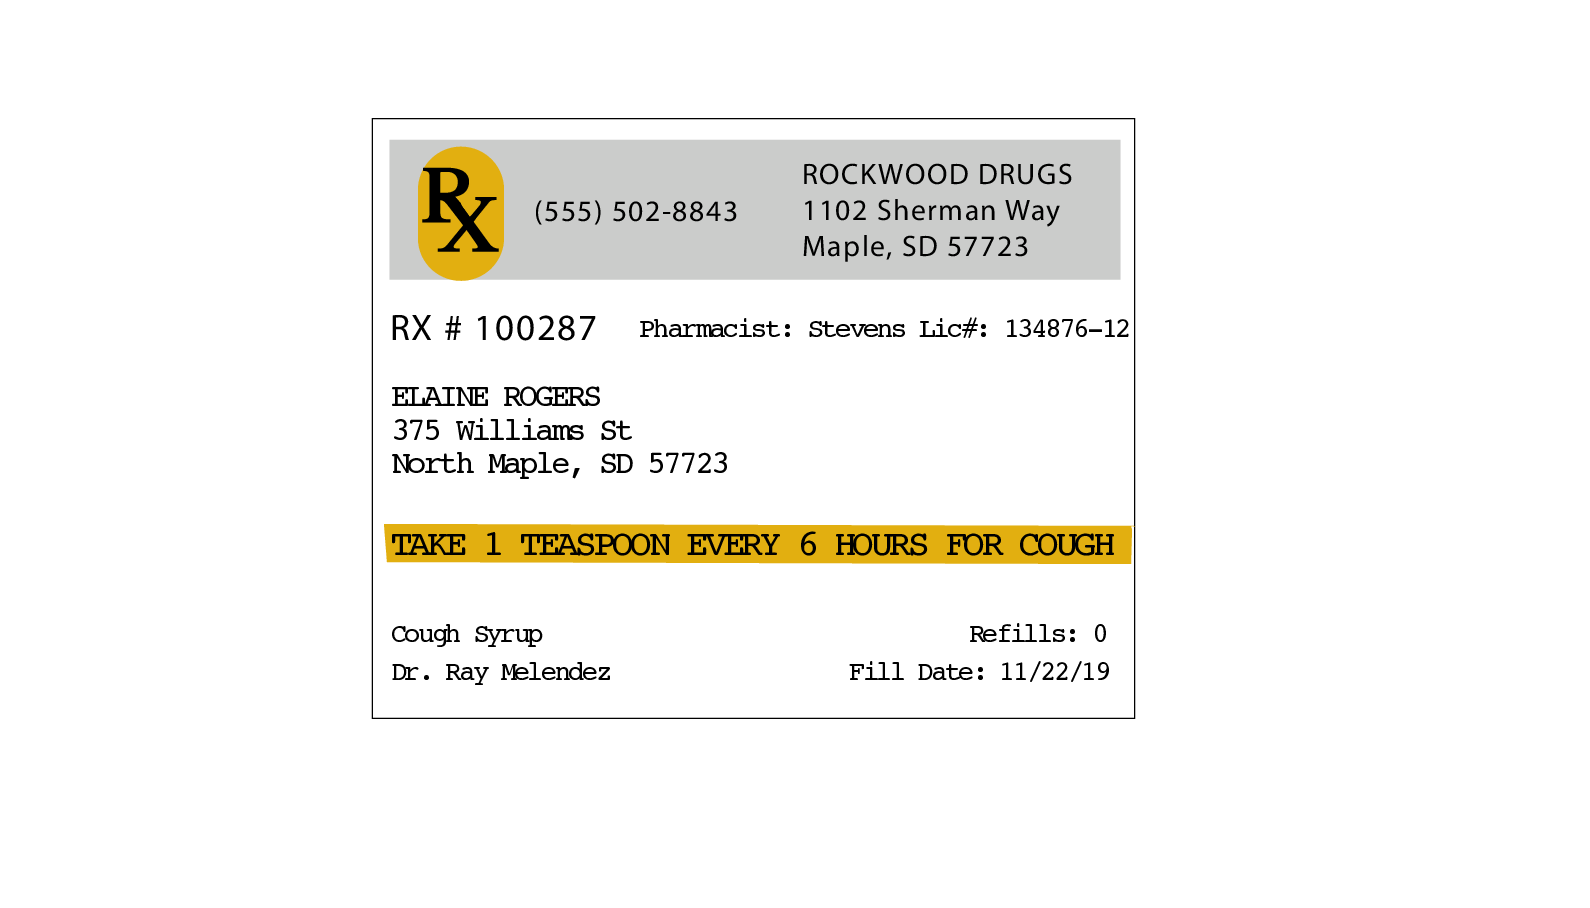 Rx
(555) 502-8843
ROCKWOOD DRUGS
1102 Sherman Way
Maple, SD 57723
RX # 100287
Pharmacist: Stevens Lic#: 134876-12
ELAINE ROGERS
375 Williams St
North Maple, SD 57723
TAKE 1 TEASPOON EVERY 6 HOURS FOR COUGH
Cough Syrup
Refills: 0
Dr. Ray Melendez
Fill Date: 11/22/19